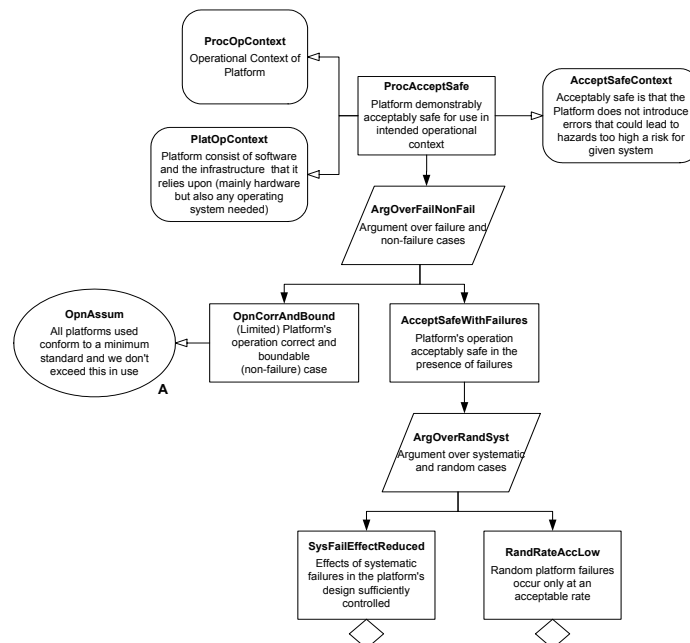 ProcOpContext
Operational Context of
Platform
ProcAcceptSafe
Platform demonstrably
acceptably safe for use in
intended operational
context
AcceptSafeContext
Acceptably safe is that the
Platform does not introduce
errors that could lead to
hazards too high a risk for
given system
PlatOpContext
Platform consist of software
and the infrastructure that it
relies upon (mainly hardware
but also any operating
system needed)
ArgOverFailNonFail
Argument over failure and
non-failure cases
OpnAssum
All platforms used
conform to a minimum
standard and we don't
exceed this in use
A
OpnCorrAndBound
(Limited) Platform's
operation correct and
boundable
(non-failure) case
AcceptSafeWithFailures
Platform's operation
acceptably safe in the
presence of failures
ArgOverRandSyst
Argument over systematic
and random cases
SysFailEffectReduced
Effects of systematic
failures in the platform's
design sufficiently
controlled
RandRateAccLow
Random platform failures
occur only at an
acceptable rate